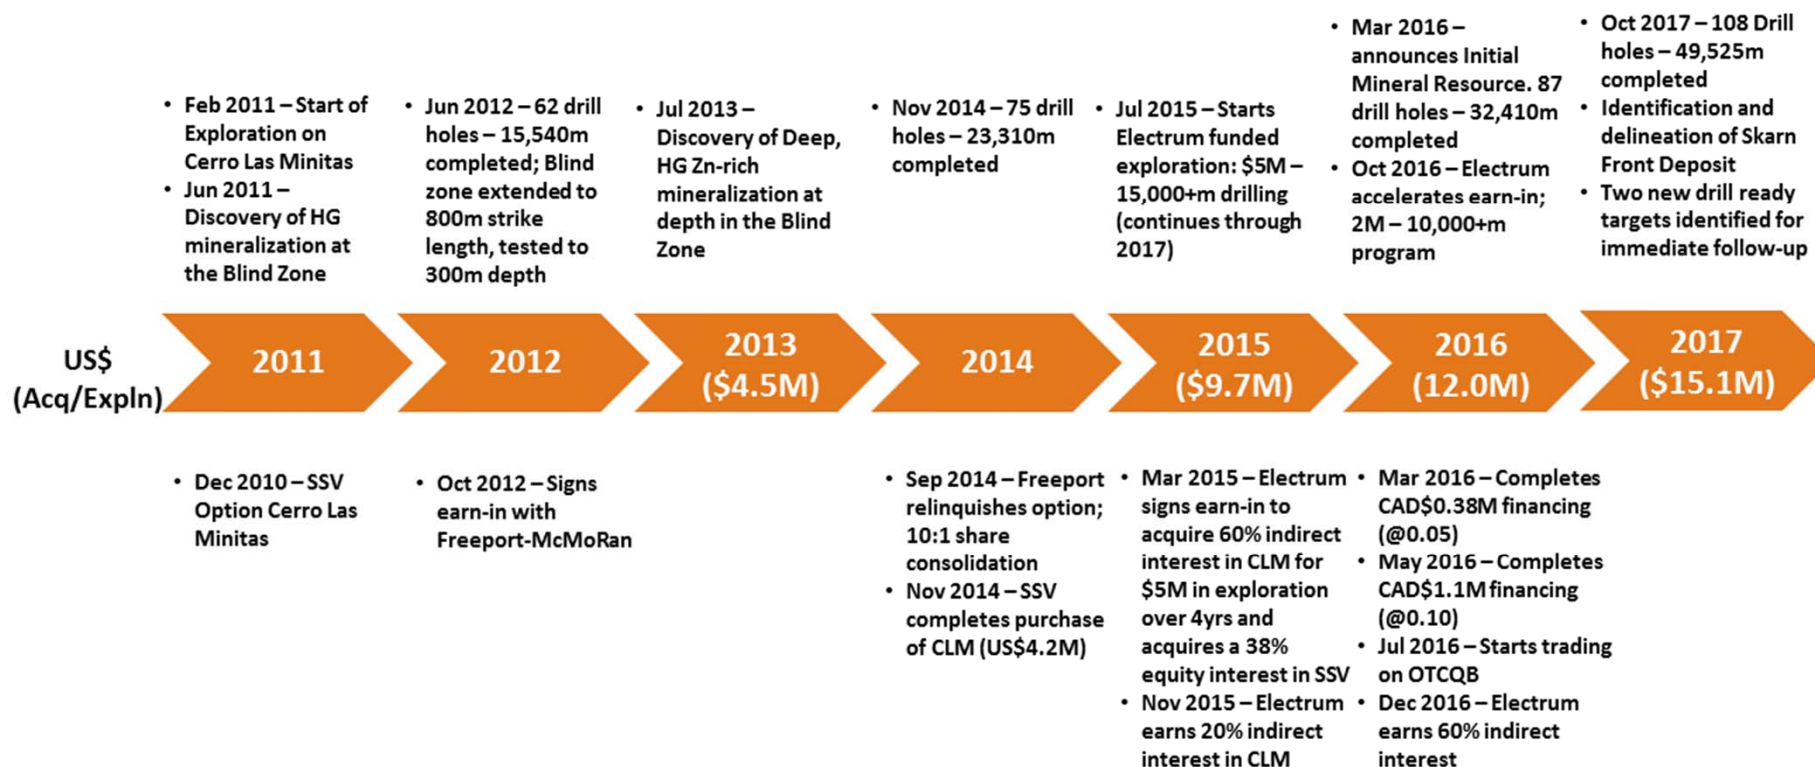 • Feb 2011 – Start of
Exploration on
Cerro Las Minitas
• Jun 2011 –
Discovery of HG
mineralization at
the Blind Zone
• Jun 2012 – 62 drill
holes – 15,540m
completed; Blind
zone extended to
800m strike
length, tested to
300m depth
• Jul 2013 –
Discovery of Deep,
HG Zn-rich
mineralization at
depth in the Blind
Zone
• Nov 2014 – 75 drill
holes – 23,310m
completed
• Jul 2015 – Starts
Electrum funded
exploration: $5M –
15,000+m drilling
(continues through
2017)
• Mar 2016 –
announces Initial
Mineral Resource. 87
drill holes – 32,410m
completed
• Oct 2016 – Electrum
accelerates earn-in;
2M – 10,000+m
program
• Oct 2017 – 108 Drill
holes – 49,525m
completed
• Identification and
delineation of Skarn
Front Deposit
• Two new drill ready
targets identified for
immediate follow-up
US$
(Acq/Expln)
2011
2012
2013
($4.5M)
2014
2015
($9.7M)
2016
(12.0M)
2017
($15.1M)
• Dec 2010 – SSV
Option Cerro Las
Minitas
• Oct 2012 – Signs
earn-in with
Freeport-McMoRan
• Sep 2014 – Freeport
relinquishes option;
10:1 share
consolidation
• Nov 2014 – SSV
completes purchase
of CLM (US$4.2M)
• Mar 2015 – Electrum
signs earn-in to
acquire 60% indirect
interest in CLM for
$5M in exploration
over 4yrs and
acquires a 38%
equity interest in SSV
• Nov 2015 – Electrum
earns 20% indirect
interest in CLM
• Mar 2016 – Completes
CAD$0.38M financing
(@0.05)
• May 2016 – Completes
CAD$1.1M financing
(@0.10)
• Jul 2016 – Starts trading
on OTCQB
• Dec 2016 – Electrum
earns 60% indirect
interest